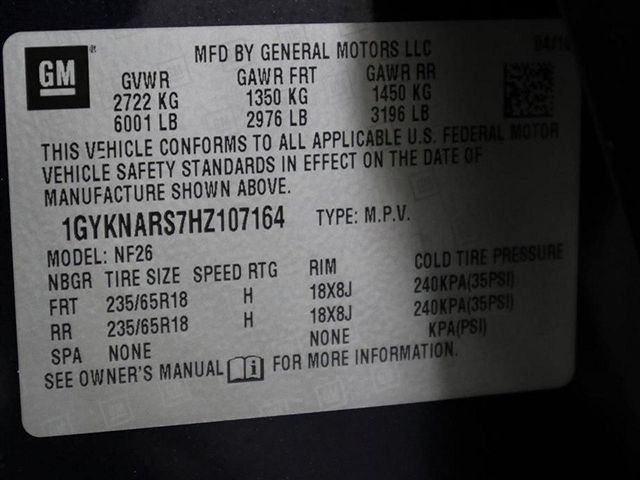 GM
MFD BY GENERAL MOTORS LLC 04/16
GVWR GAWR FRT GAWR RR
2722 KG 1350 KG 1450 KG
6001 LB 2976 LB 3196 LB
THIS VEHICLE CONFORMS TO ALL APPLICABLE U.S. FEDERAL MOTOR
VEHICLE SAFETY STANDARDS IN EFFECT ON THE DATE OF
MANUFACTURE SHOWN ABOVE.
1GYKNARS7HZ107164 TYPE: M.P.V.
MODEL: NF26
NBGR TIRE SIZE SPEED RTG RIM COLD TIRE PRESSURE
FRT 235/65R18 H 18X8J 240KPA(35PSI)
RR 235/65R18 H 18X8J 240KPA(35PSI)
SPA NONE NONE KPA(PSI)
SEE OWNER'S MANUAL FOR MORE INFORMATION.